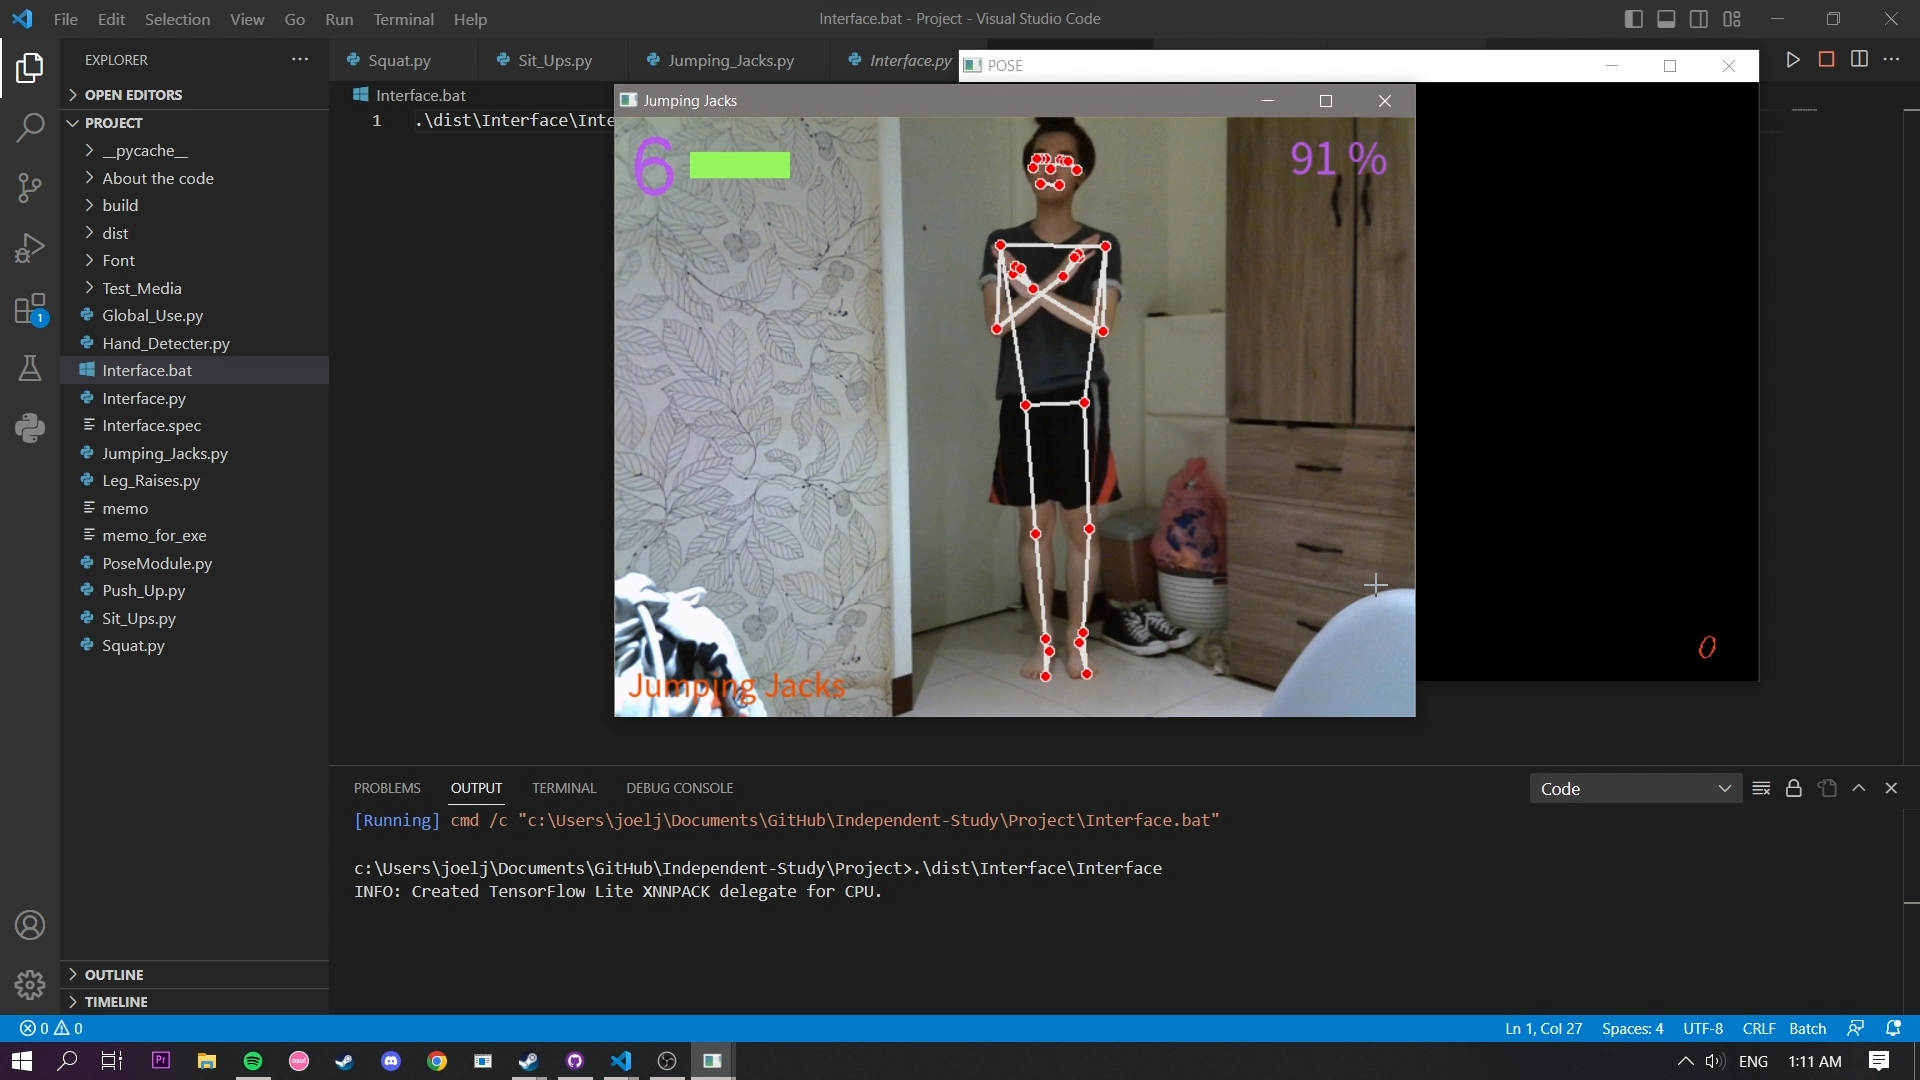 File Edit Selection View Go Run Terminal Help
Interface.bat - Project - Visual Studio Code
EXPLORER
OPEN EDITORS
PROJECT
__pycache__
About the code
build
dist
Font
Test_Media
Global_Use.py
Hand_Detecter.py
Interface.bat
Interface.py
Interface.spec
Jumping_Jacks.py
Leg_Raises.py
memo
memo_for_exe
PoseModule.py
Push_Up.py
Sit_Ups.py
Squat.py
OUTLINE
TIMELINE
1
Squat.py Sit_Ups.py Jumping_Jacks.py Interface.py
Interface.bat
1 .\dist\Interface\Inte
POSE
0
Jumping Jacks
6
91 %
Jumping Jacks
PROBLEMS OUTPUT TERMINAL DEBUG CONSOLE
Code
[Running] cmd /c "c:\Users\joelj\Documents\GitHub\Independent-Study\Project\Interface.bat"
c:\Users\joelj\Documents\GitHub\Independent-Study\Project>.\dist\Interface\Interface
INFO: Created TensorFlow Lite XNNPACK delegate for CPU.
0 0
Ln 1, Col 27 Spaces: 4 UTF-8 CRLF Batch
Pr
osu!
ENG 1:11 AM